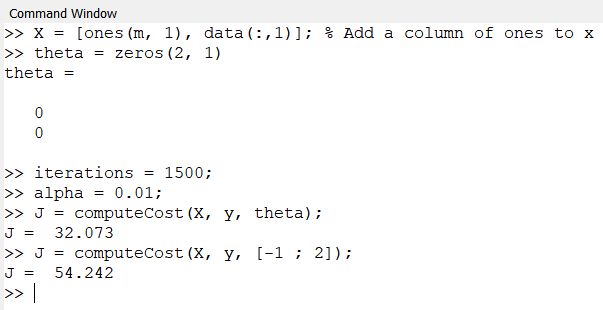 Command Window
>> X = [ones(m, 1), data(:,1)]; % Add a column of ones to x
>> theta = zeros(2, 1)
theta =
0
0
>> iterations = 1500;
>> alpha = 0.01;
>> J = computeCost(X, y, theta);
J =  32.073
>> J = computeCost(X, y, [-1 ; 2]);
J =  54.242
>>